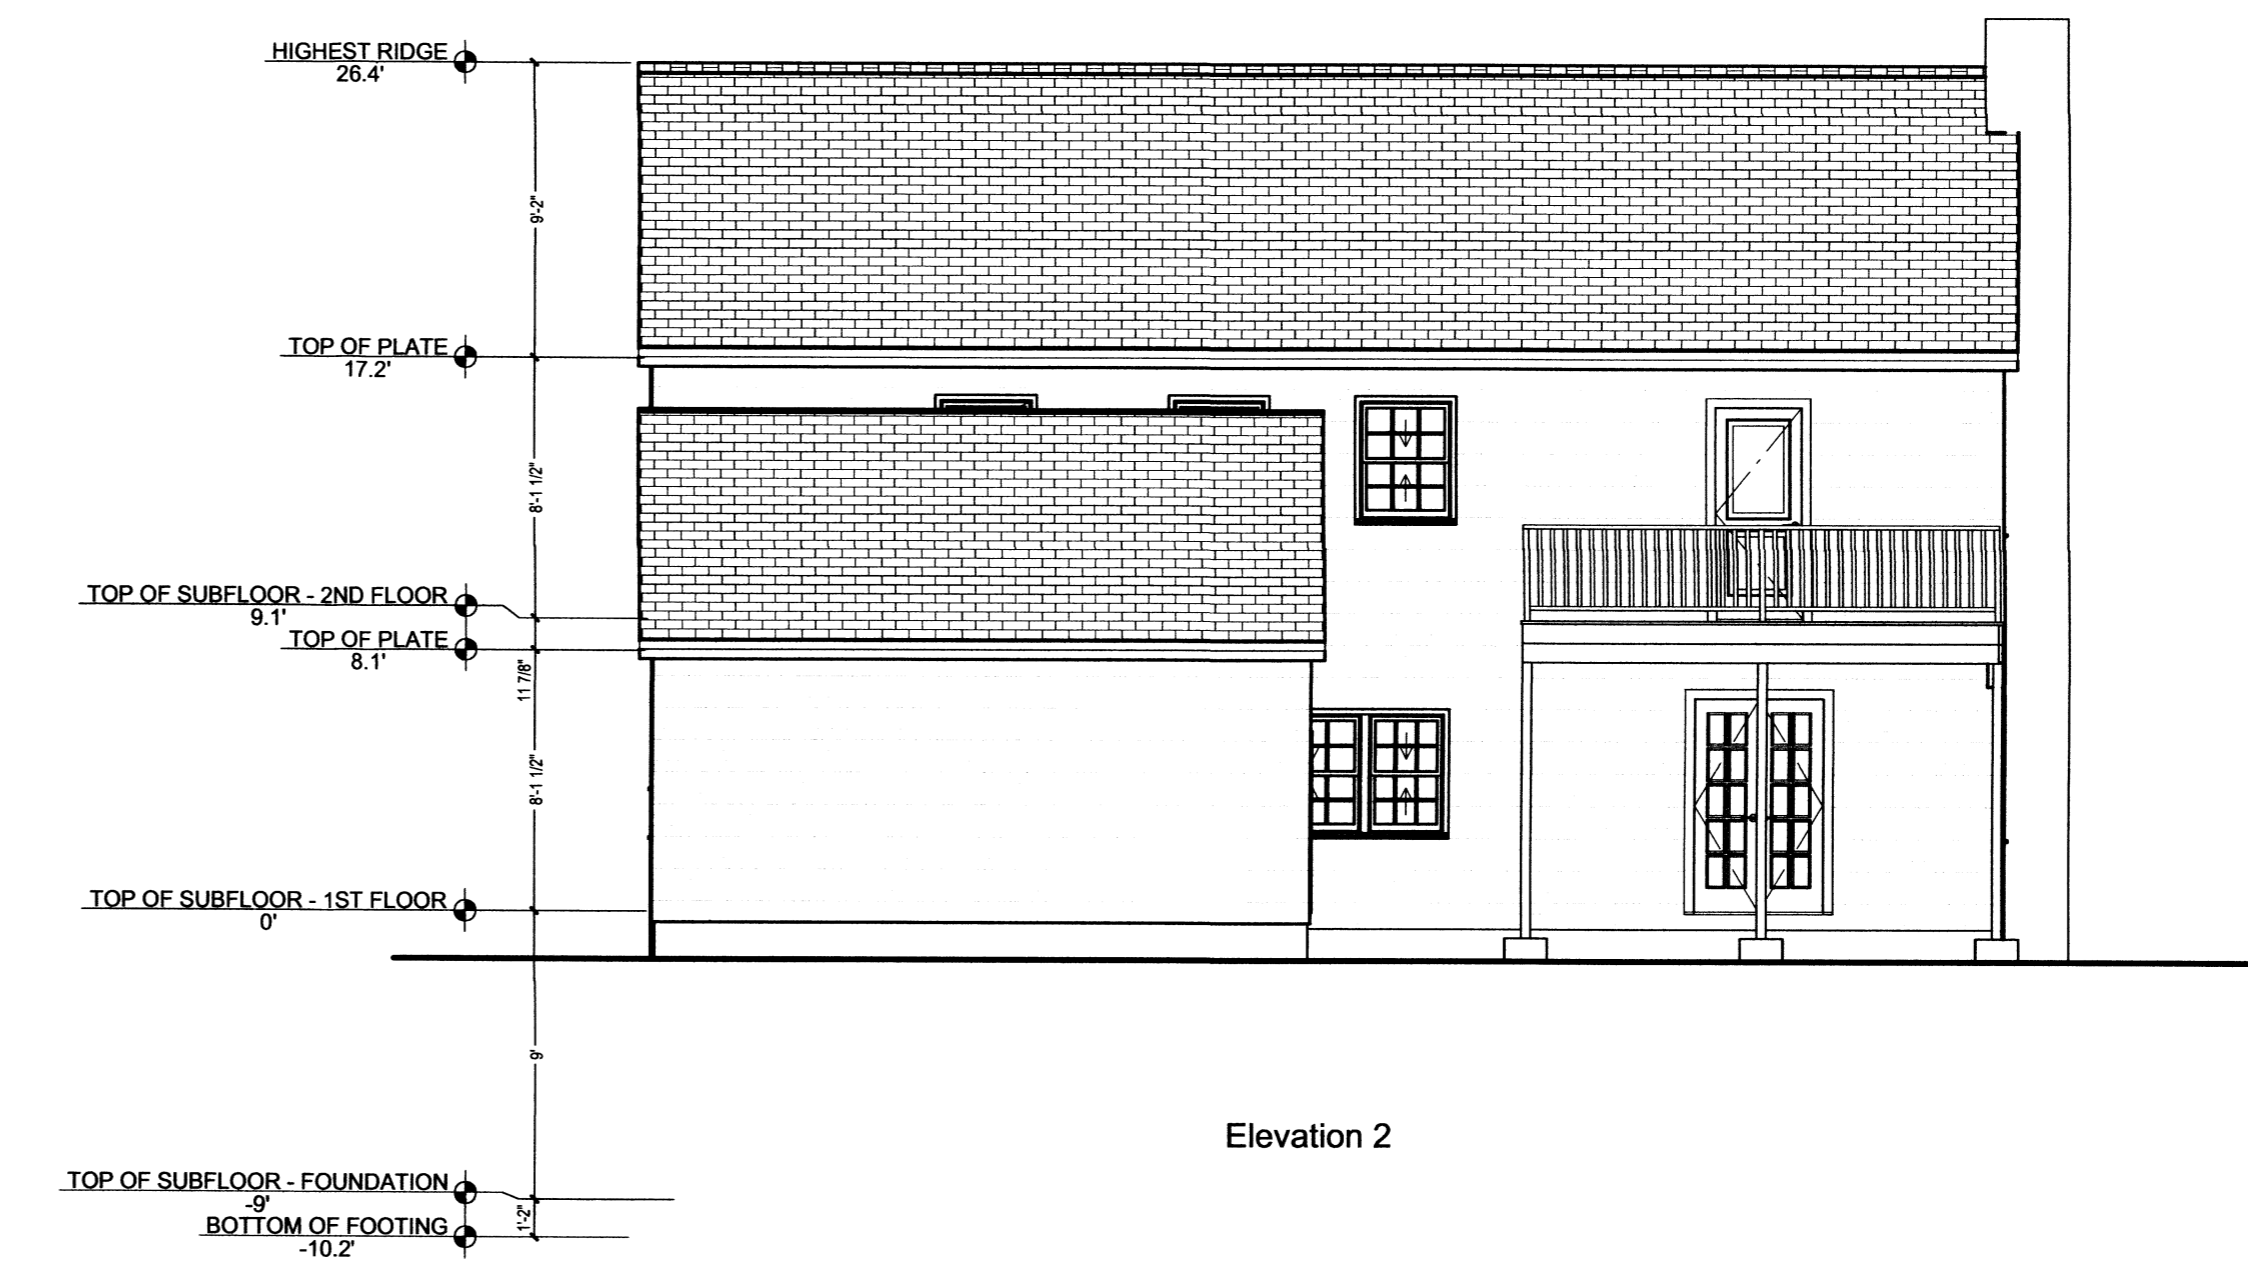 HIGHEST RIDGE
26.4'
9'-2"
TOP OF PLATE
17.2'
8'-1 1/2"
TOP OF SUBFLOOR - 2ND FLOOR
9.1'
TOP OF PLATE
8.1'
11 7/8"
8'-1 1/2"
TOP OF SUBFLOOR - 1ST FLOOR
0'
9'
Elevation 2
TOP OF SUBFLOOR - FOUNDATION
-9'
1'-2"
BOTTOM OF FOOTING
-10.2'